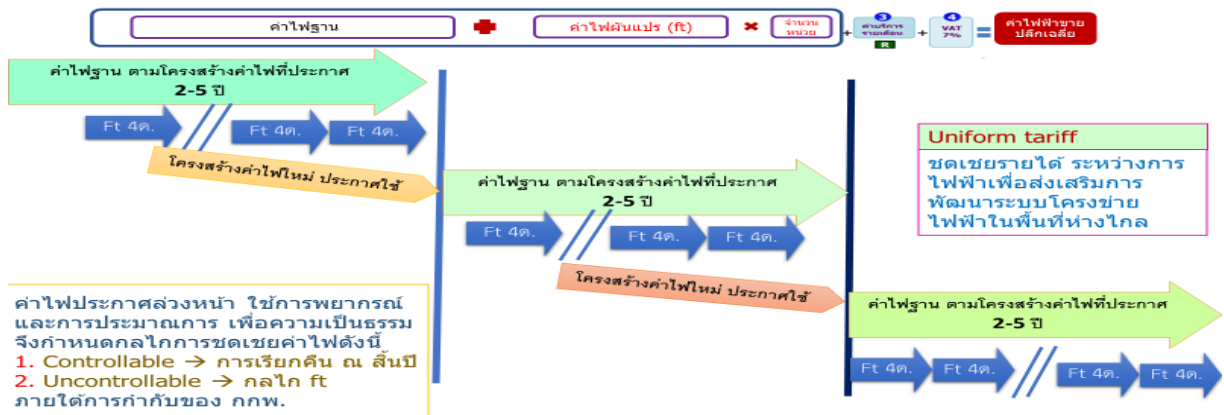 ค่าไฟฐาน
ค่าไฟผันแปร (ft)
จำนวน
หน่วย
+
3
ค่าบริการ
รายเดือน
R
+
4
VAT
7%
=
ค่าไฟฟ้าขาย
ปลีกเฉลี่ย
ค่าไฟฐาน ตามโครงสร้างค่าไฟที่ประกาศ
2-5 ปี
Ft 4ด.
Ft 4ด.
Ft 4ด.
โครงสร้างค่าไฟใหม่ ประกาศใช้
ค่าไฟฐาน ตามโครงสร้างค่าไฟที่ประกาศ
2-5 ปี
Ft 4ด.
Ft 4ด.
Ft 4ด.
โครงสร้างค่าไฟใหม่ ประกาศใช้
Uniform tariff
ชดเชยรายได้ ระหว่างการ
ไฟฟ้าเพื่อส่งเสริมการ
พัฒนาระบบโครงข่าย
ไฟฟ้าในพื้นที่ห่างไกล
ค่าไฟฐาน ตามโครงสร้างค่าไฟที่ประกาศ
2-5 ปี
Ft 4ด.
Ft 4ด.
Ft 4ด.
Ft 4ด.
ค่าไฟประกาศล่วงหน้า ใช้การพยากรณ์
และการประมาณการ เพื่อความเป็นธรรม
จึงกำหนดกลไกการชดเชยค่าไฟดังนี้
1. Controllable → การเรียกคืน ณ สิ้นปี
2. Uncontrollable → กลไก ft
ภายใต้การกำกับของ กกพ.